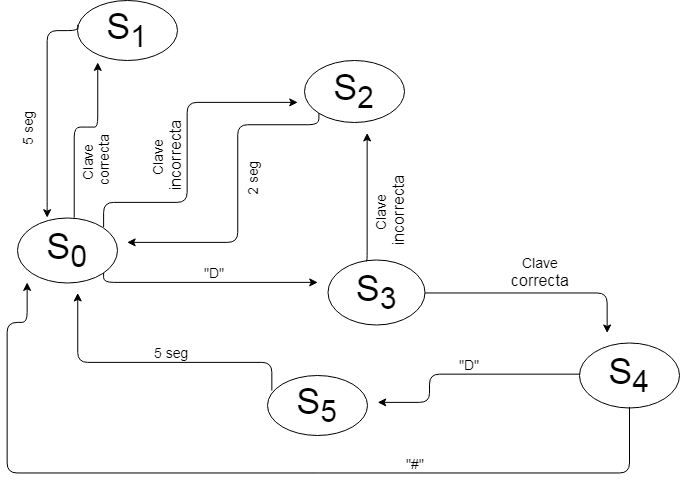 S1
S2
5 seg
Clave
correcta
Clave
incorrecta
2 seg
Clave
incorrecta
S0
"D"
S3
Clave
correcta
5 seg
"D"
S4
S5
"#"